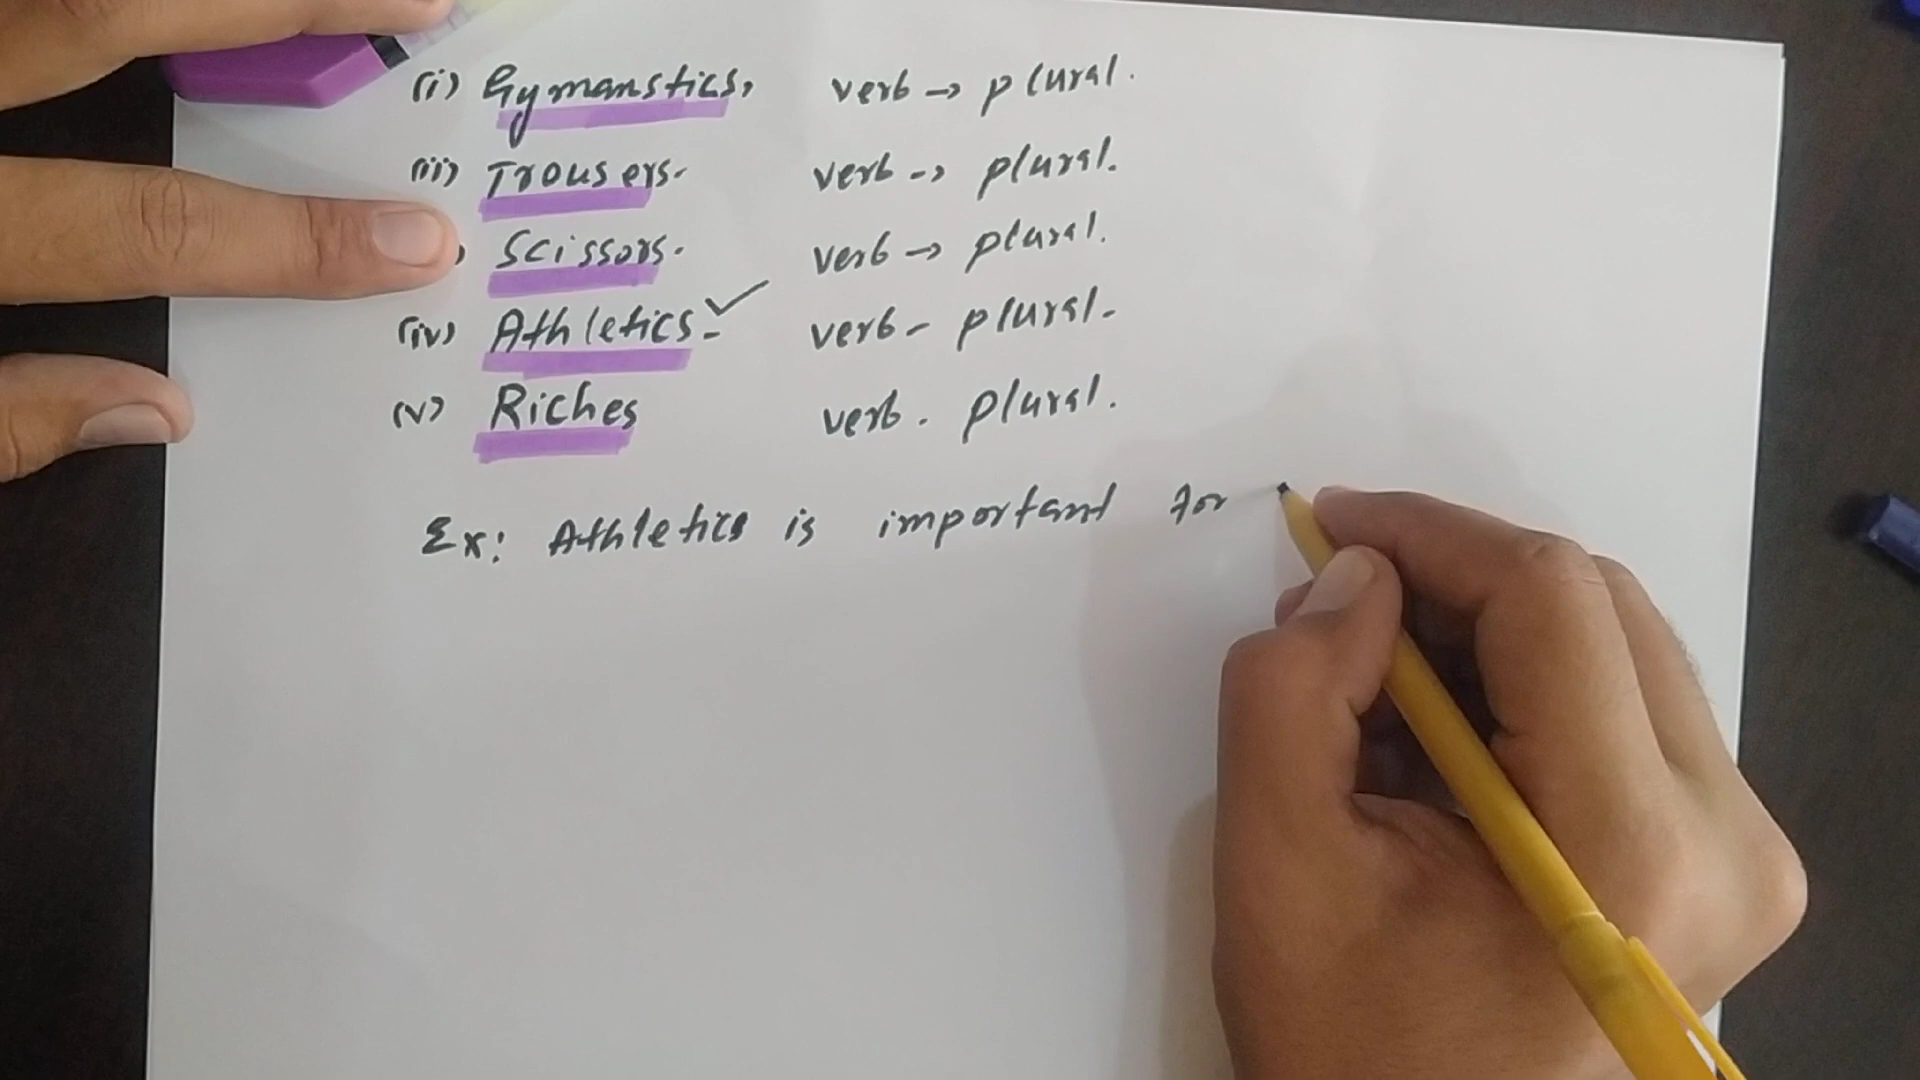 (i) Gymanstics, verb → plural.
(ii) Trousers. verb -> plural.
) Scissors. verb → plural.
(iv) Athletics. verb - plural.
(v) Riches verb. plural.
Ex: Athletics is important for